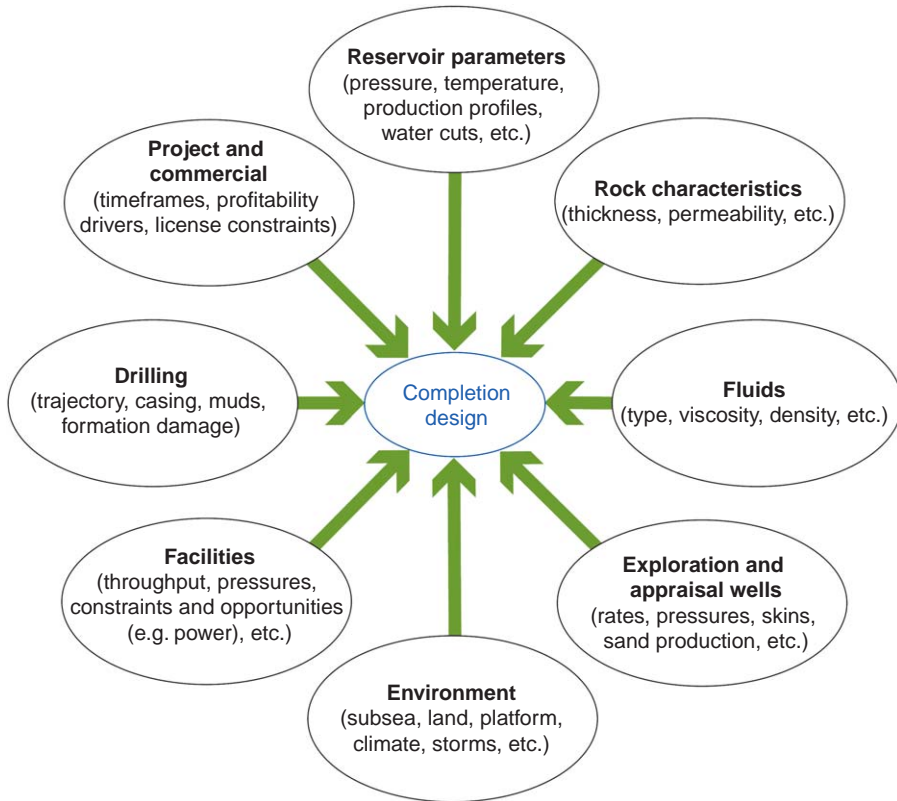 Reservoir parameters
(pressure, temperature,
production profiles,
water cuts, etc.)
Project and
commercial
(timeframes, profitability
drivers, license constraints)
Rock characteristics
(thickness, permeability, etc.)
Drilling
(trajectory, casing, muds,
formation damage)
Completion
design
Fluids
(type, viscosity, density, etc.)
Facilities
(throughput, pressures,
constraints and opportunities
(e.g. power), etc.)
Exploration and
appraisal wells
(rates, pressures, skins,
sand production, etc.)
Environment
(subsea, land, platform,
climate, storms, etc.)